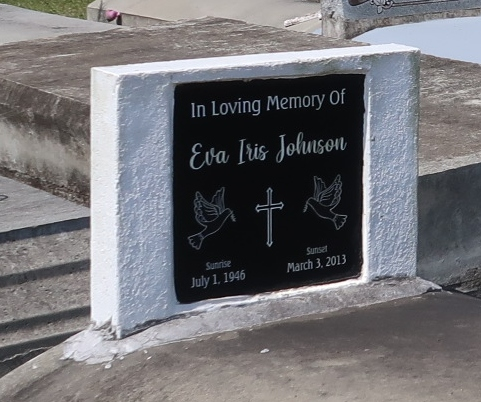 In Loving Memory Of
Eva Iris Johnson
Sunrise
July 1, 1946
Sunset
March 3, 2013